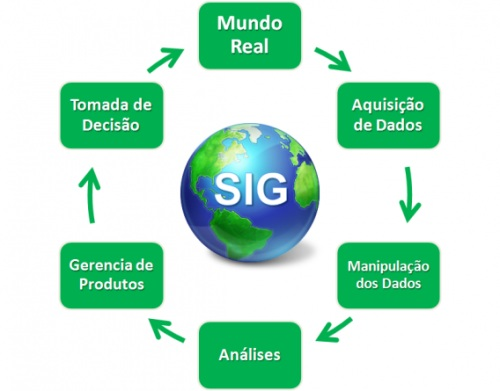 Mundo
Real
Aquisição
de Dados
Manipulação
dos Dados
Análises
Gerencia de
Produtos
Tomada de
Decisão
SIG